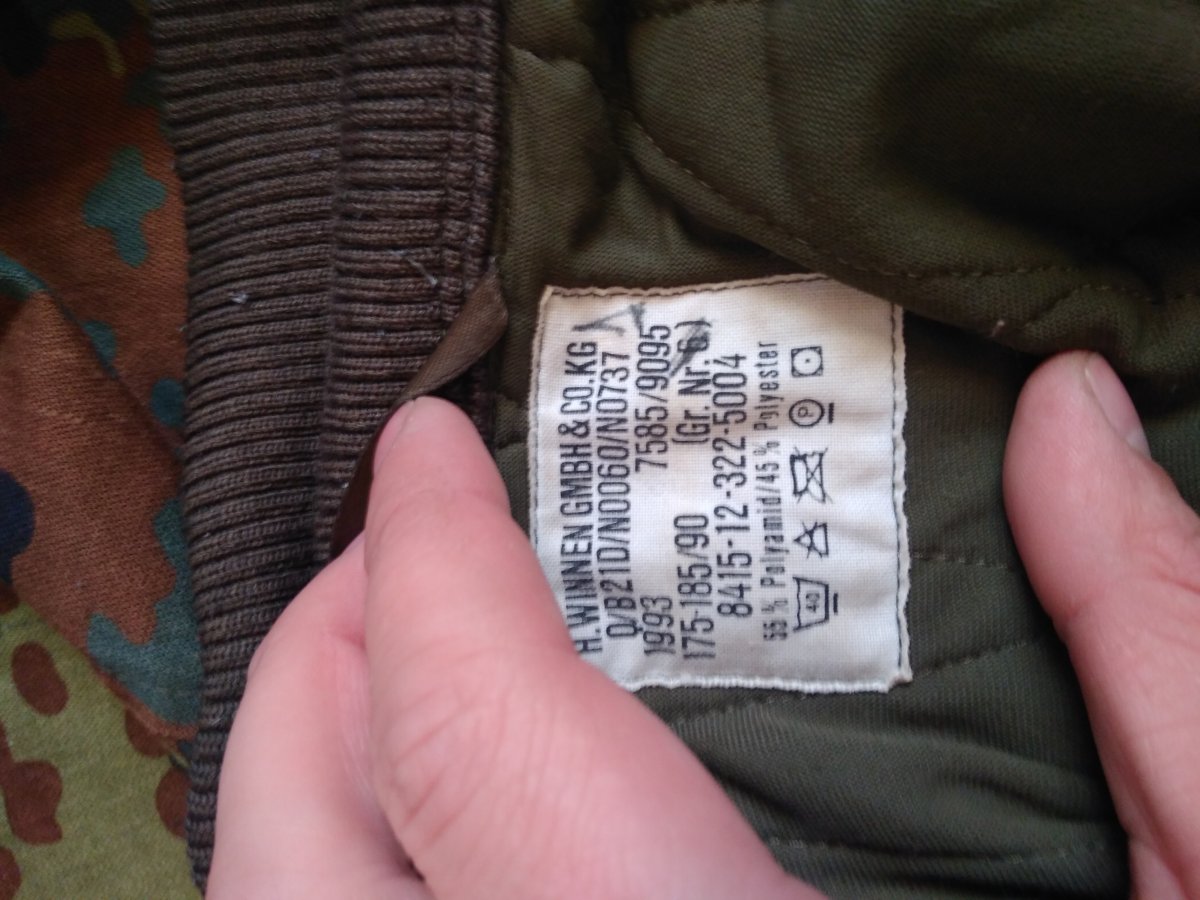 H.WINNEN GMBH & CO.KG
Q/B21D/N0060/N0737
1993 7585/9095
175-185/90 (Gr. Nr. 6)
8415-12-322-5004
55 % Polyamid/45 % Polyester
40 P